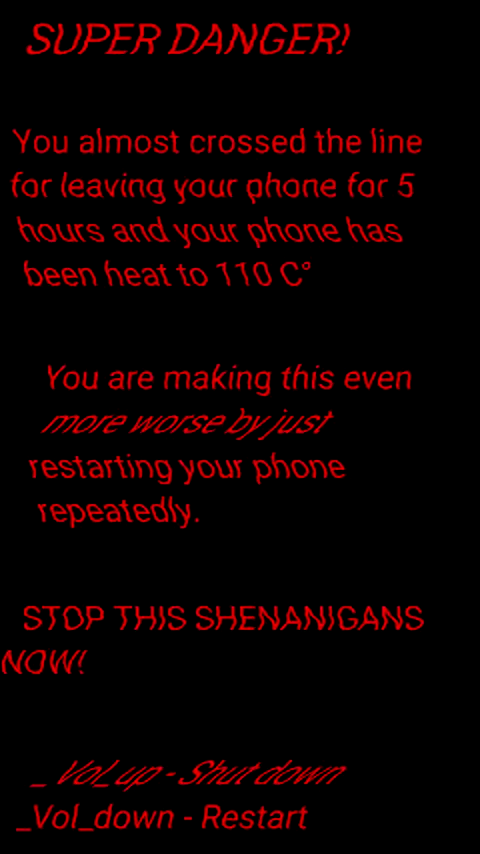 SUPER DANGER!
You almost crossed the line
for leaving your phone for 5
hours and your phone has
been heat to 110 C°
You are making this even
more worse by just
restarting your phone
repeatedly.
STOP THIS SHENANIGANS
NOW!
_ Vol_up - Shut down
_Vol_down - Restart